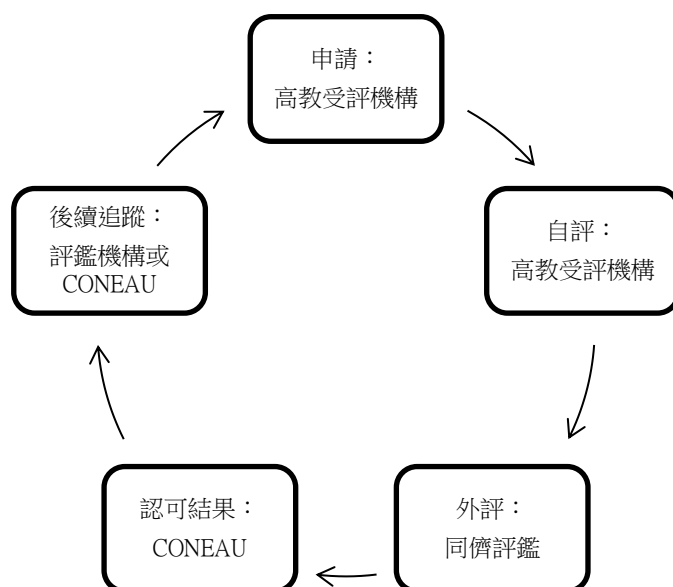 申請：
高教受評機構
自評：
高教受評機構
外評：
同儕評鑑
認可結果：
CONEAU
後續追蹤：
評鑑機構或
CONEAU